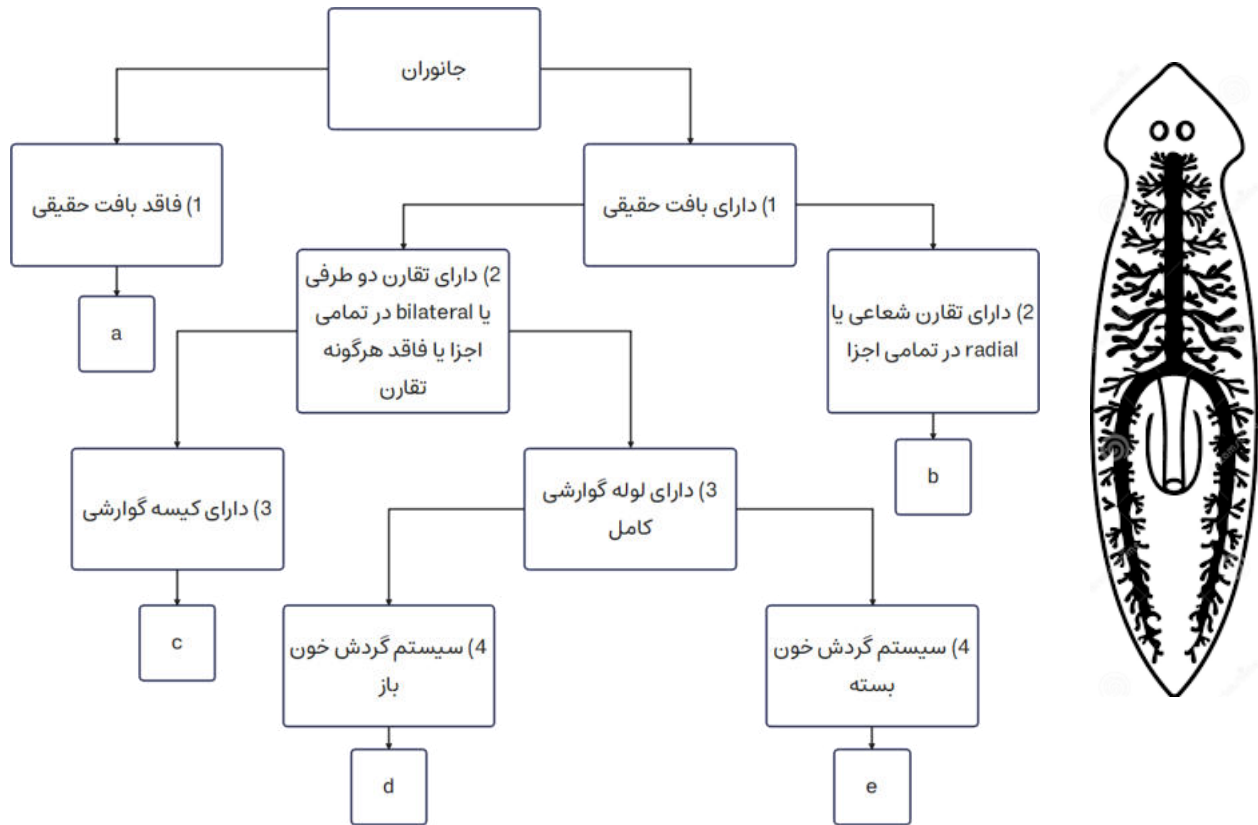 جانوران
1) فاقد بافت حقیقی
1) دارای بافت حقیقی
a
2) دارای تقارن دو طرفی
یا bilateral در تمامی
اجزا یا فاقد هرگونه
تقارن
2) دارای تقارن شعاعی یا
radial در تمامی اجزا
b
3) دارای کیسه گوارشی
3) دارای لوله گوارشی
کامل
c
4) سیستم گردش خون
باز
4) سیستم گردش خون
بسته
d
e